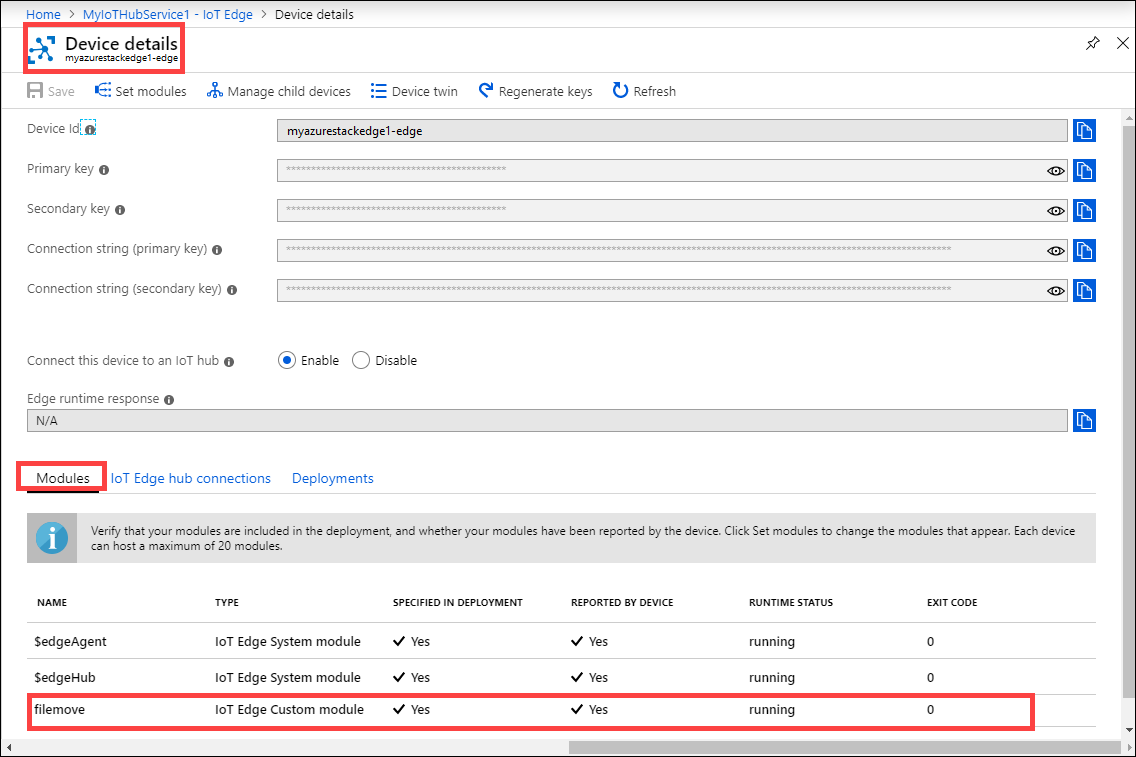 Home > MyIoTHubService1 - IoT Edge > Device details
Device details
myazurestackedge1-edge
Save Set modules Manage child devices Device twin Regenerate keys Refresh
Device Id myazurestackedge1-edge
Primary key ********************************************
Secondary key ********************************************
Connection string (primary key) *************************************************************************************************************************************
Connection string (secondary key) *************************************************************************************************************************************
Connect this device to an IoT hub Enable Disable
Edge runtime response
N/A
Modules IoT Edge hub connections Deployments
Verify that your modules are included in the deployment, and whether your modules have been reported by the device. Click Set modules to change the modules that appear. Each device
can host a maximum of 20 modules.
NAME TYPE SPECIFIED IN DEPLOYMENT REPORTED BY DEVICE RUNTIME STATUS EXIT CODE
$edgeAgent IoT Edge System module Yes Yes running 0
$edgeHub IoT Edge System module Yes Yes running 0
filemove IoT Edge Custom module Yes Yes running 0